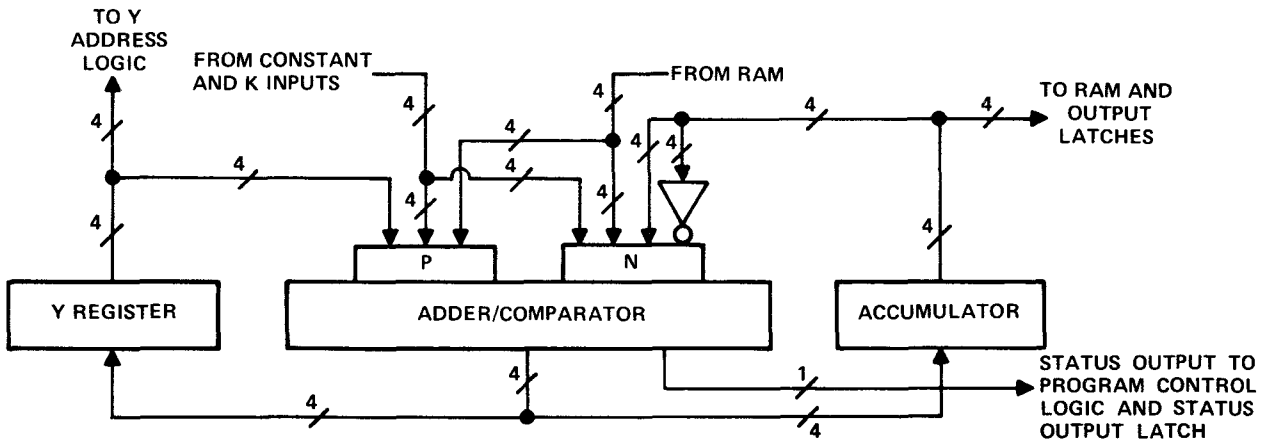 TO Y
ADDRESS
LOGIC
FROM CONSTANT
AND K INPUTS
FROM RAM
TO RAM AND
OUTPUT
LATCHES
4
4
4
4
4
4
4
4
4
4
4
4
4
4
P
N
Y REGISTER
ADDER/COMPARATOR
ACCUMULATOR
4
1
4
4
STATUS OUTPUT TO
PROGRAM CONTROL
LOGIC AND STATUS
OUTPUT LATCH